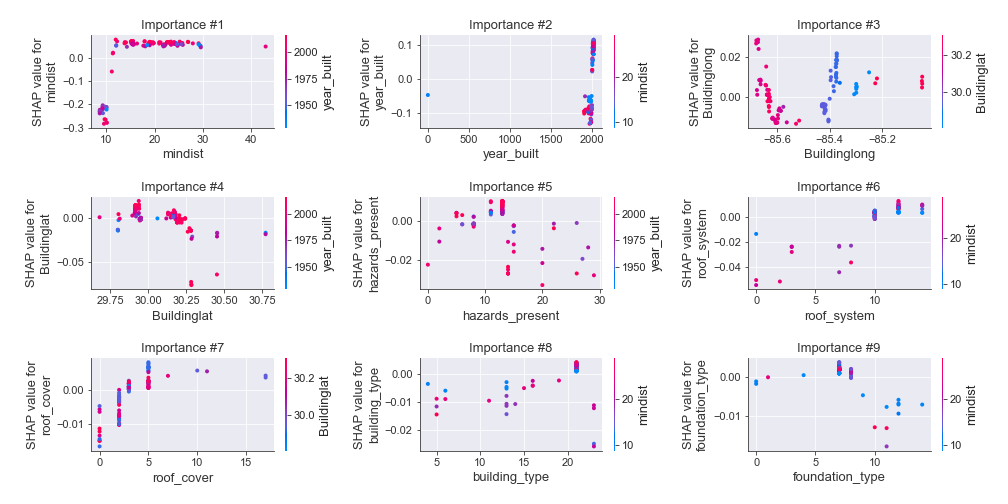 Importance #1
Importance #2
Importance #3
SHAP value for
mindist
0.0
−0.1
−0.2
−0.3
10
20
30
40
mindist
2000
1975
1950
year_built
SHAP value for
year_built
0.1
0.0
−0.1
0
500
1000
1500
2000
year_built
20
10
mindist
SHAP value for
Buildinglong
0.02
0.00
−85.6
−85.4
−85.2
Buildinglong
30.2
30.0
Buildinglat
Importance #4
Importance #5
Importance #6
SHAP value for
Buildinglat
0.00
−0.05
29.75
30.00
30.25
30.50
30.75
Buildinglat
2000
1975
1950
year_built
SHAP value for
hazards_present
0.00
−0.02
0
10
20
30
hazards_present
2000
1975
1950
year_built
SHAP value for
roof_system
0.00
−0.02
−0.04
0
5
10
roof_system
20
10
mindist
Importance #7
Importance #8
Importance #9
SHAP value for
roof_cover
0.00
−0.01
0
5
10
15
roof_cover
30.2
30.0
Buildinglat
SHAP value for
building_type
0.00
−0.01
−0.02
5
10
15
20
building_type
20
10
mindist
SHAP value for
foundation_type
0.00
−0.01
0
5
10
foundation_type
20
10
mindist